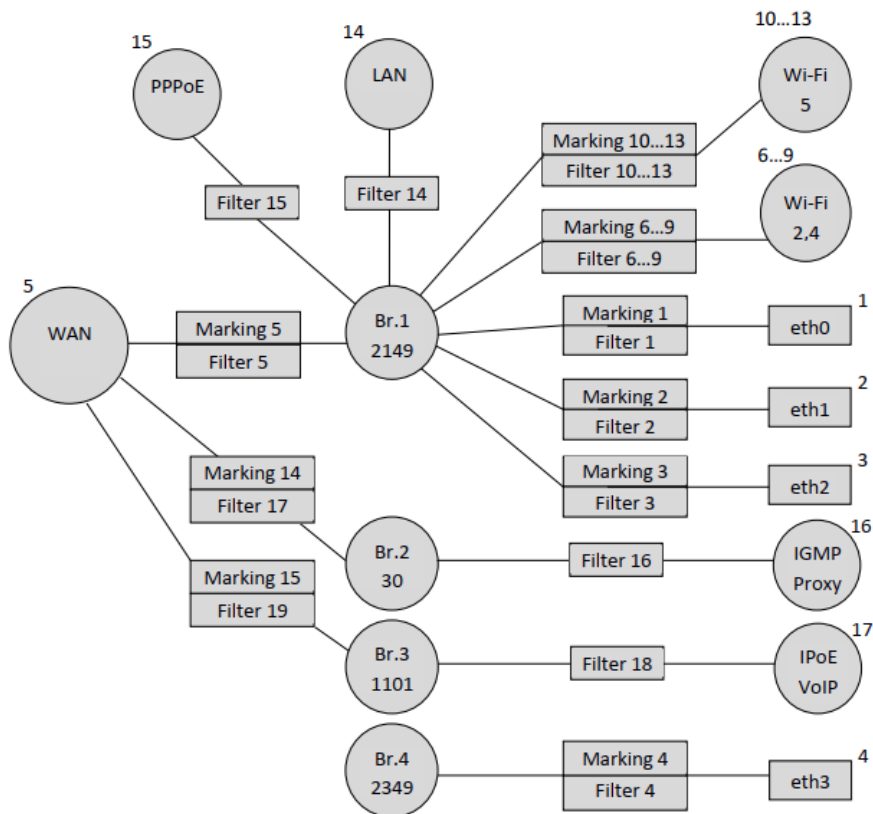 15
PPPoE
14
LAN
10...13
Wi-Fi
5
Marking 10...13
Filter 10...13
6...9
Wi-Fi
2,4
Filter 15
Filter 14
Marking 6...9
Filter 6...9
5
WAN
Marking 5
Filter 5
Br.1
2149
Marking 1
Filter 1
1
eth0
Marking 2
Filter 2
2
eth1
Marking 3
Filter 3
3
eth2
Marking 14
Filter 17
Br.2
30
Filter 16
16
IGMP
Proxy
Marking 15
Filter 19
Br.3
1101
Filter 18
17
IPoE
VoIP
Br.4
2349
Marking 4
Filter 4
4
eth3